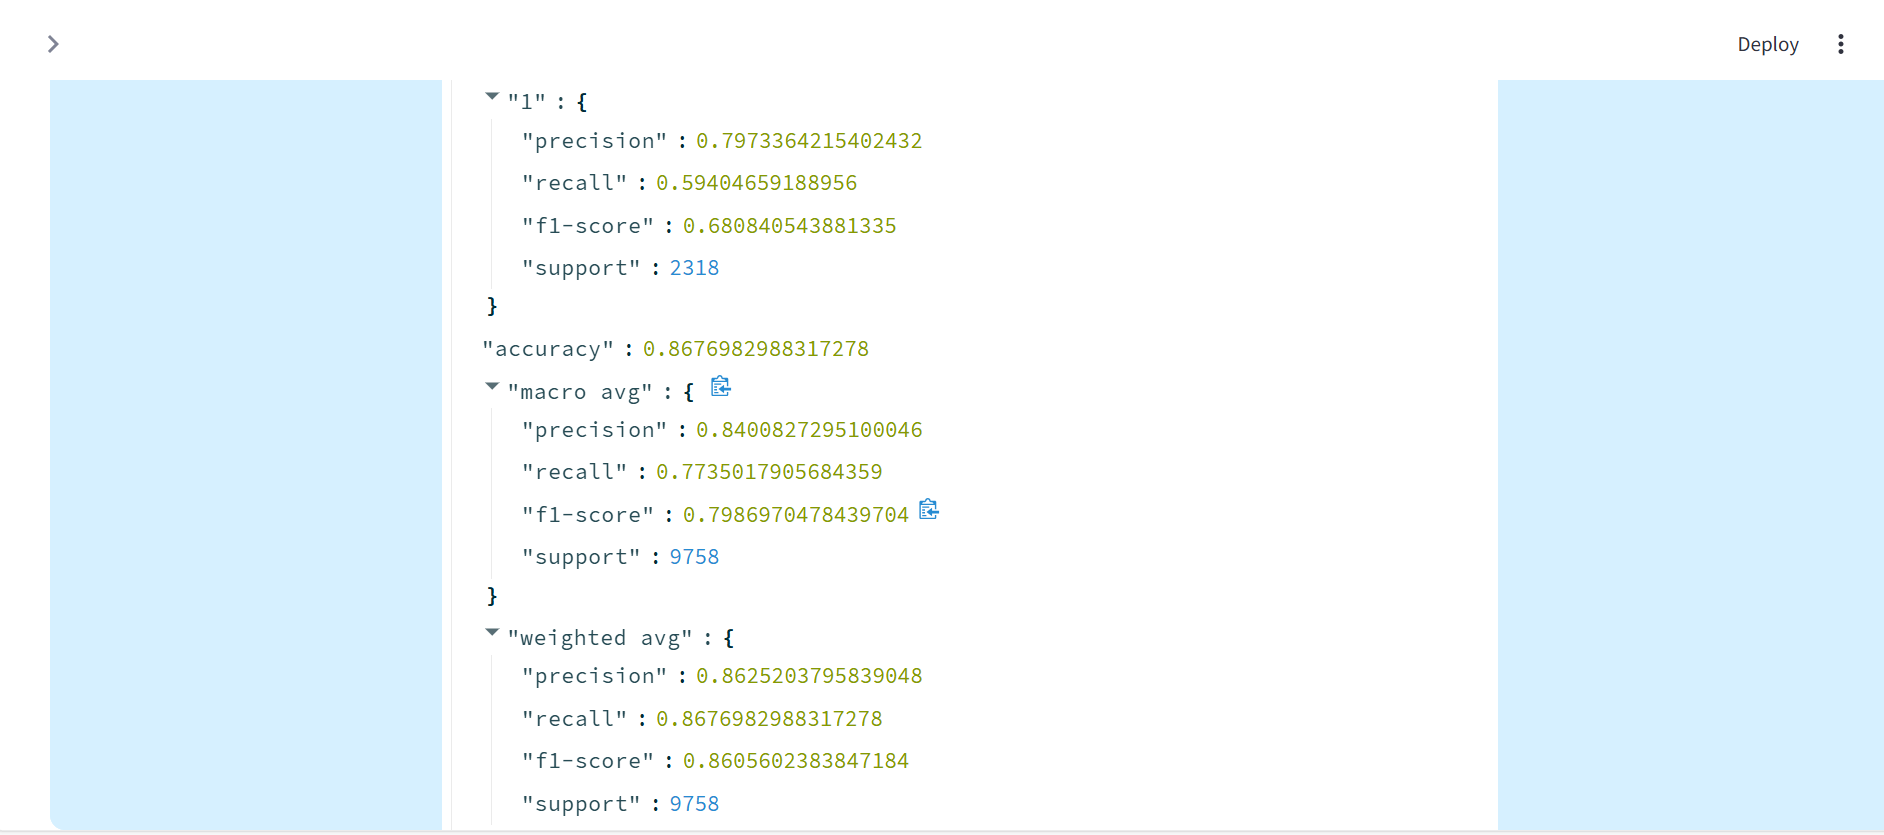 Deploy
"1" : {
"precision" : 0.7973364215402432
"recall" : 0.59404659188956
"f1-score" : 0.680840543881335
"support" : 2318
}
"accuracy" : 0.8676982988317278
"macro avg" : {
"precision" : 0.8400827295100046
"recall" : 0.7735017905684359
"f1-score" : 0.7986970478439704
"support" : 9758
}
"weighted avg" : {
"precision" : 0.8625203795839048
"recall" : 0.8676982988317278
"f1-score" : 0.8605602383847184
"support" : 9758